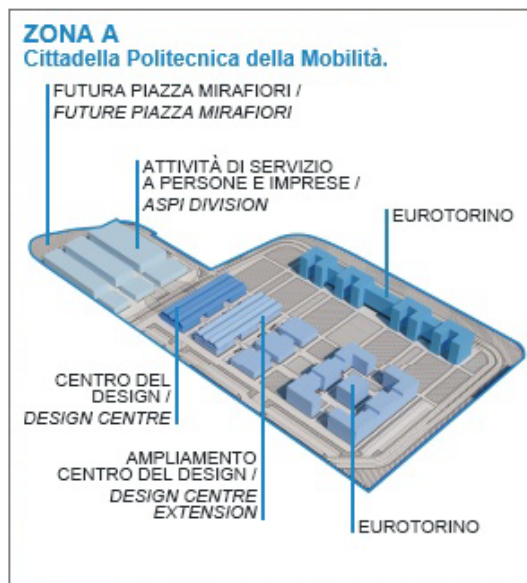 ZONA A
Cittadella Politecnica della Mobilità.
FUTURA PIAZZA MIRAFIORI /
FUTURE PIAZZA MIRAFIORI
ATTIVITÀ DI SERVIZIO
A PERSONE E IMPRESE /
ASPI DIVISION
EUROTORINO
CENTRO DEL
DESIGN /
DESIGN CENTRE
AMPLIAMENTO
CENTRO DEL DESIGN /
DESIGN CENTRE
EXTENSION
EUROTORINO